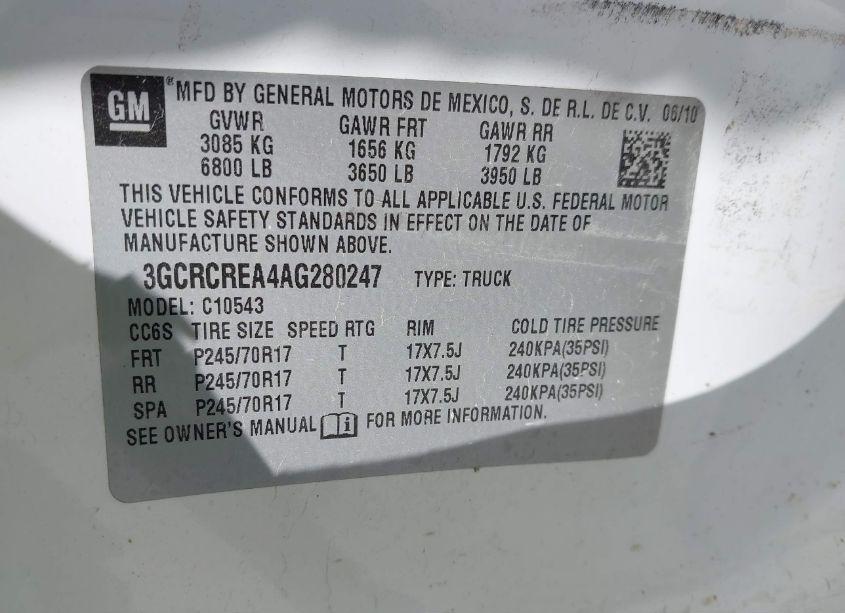 GM ® MFD BY GENERAL MOTORS DE MEXICO, S. DE R.L. DE C.V. 06/10
GVWR GAWR FRT GAWR RR
3085 KG 1656 KG 1792 KG
6800 LB 3650 LB 3950 LB
THIS VEHICLE CONFORMS TO ALL APPLICABLE U.S. FEDERAL MOTOR
VEHICLE SAFETY STANDARDS IN EFFECT ON THE DATE OF
MANUFACTURE SHOWN ABOVE.
3GCRCREA4AG280247 TYPE: TRUCK
MODEL: C10543
CC6S TIRE SIZE SPEED RTG RIM COLD TIRE PRESSURE
FRT P245/70R17 T 17X7.5J 240KPA(35PSI)
RR P245/70R17 T 17X7.5J 240KPA(35PSI)
SPA P245/70R17 T 17X7.5J 240KPA(35PSI)
SEE OWNER'S MANUAL i FOR MORE INFORMATION.